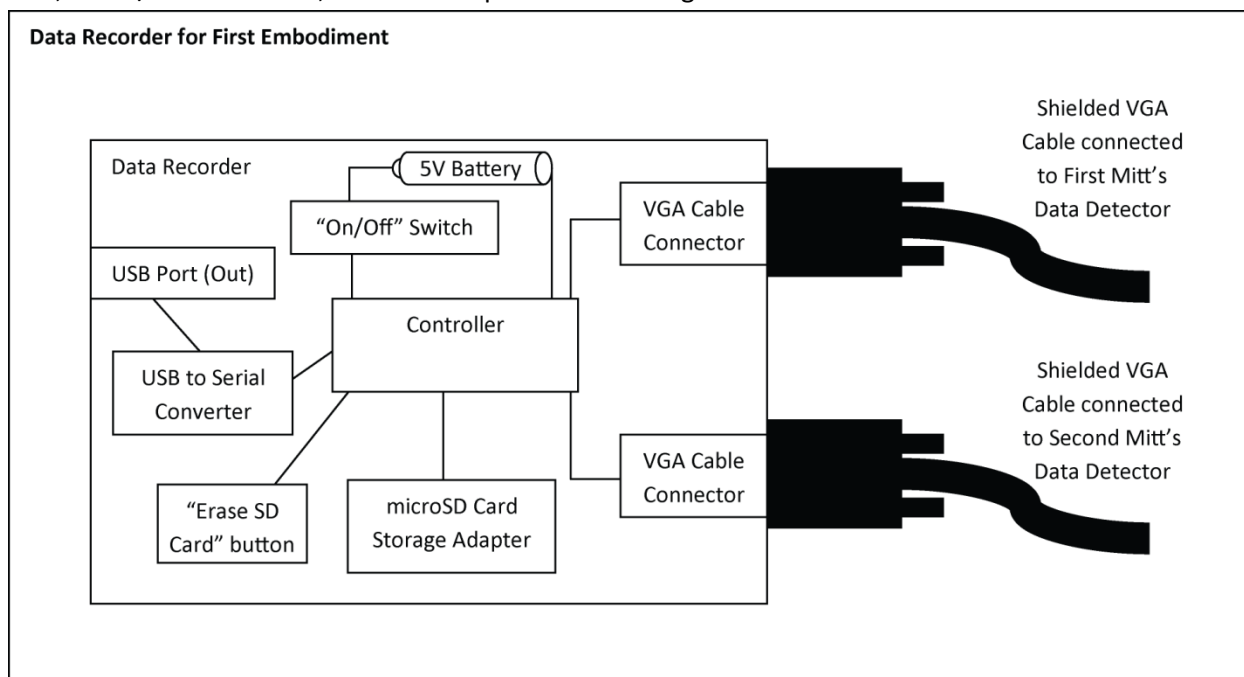 Data Recorder for First Embodiment
Data Recorder
5V Battery
"On/Off" Switch
USB Port (Out)
Controller
USB to Serial
Converter
"Erase SD
Card" button
microSD Card
Storage Adapter
VGA Cable
Connector
VGA Cable
Connector
Shielded VGA
Cable connected
to First Mitt's
Data Detector
Shielded VGA
Cable connected
to Second Mitt's
Data Detector